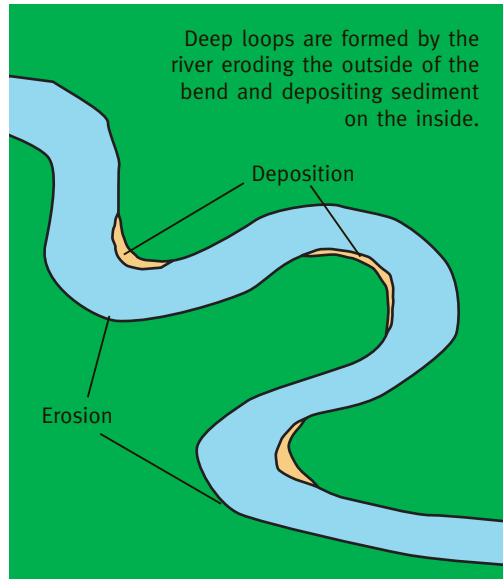 Deep loops are formed by the
river eroding the outside of the
bend and depositing sediment
on the inside.
Deposition
Erosion